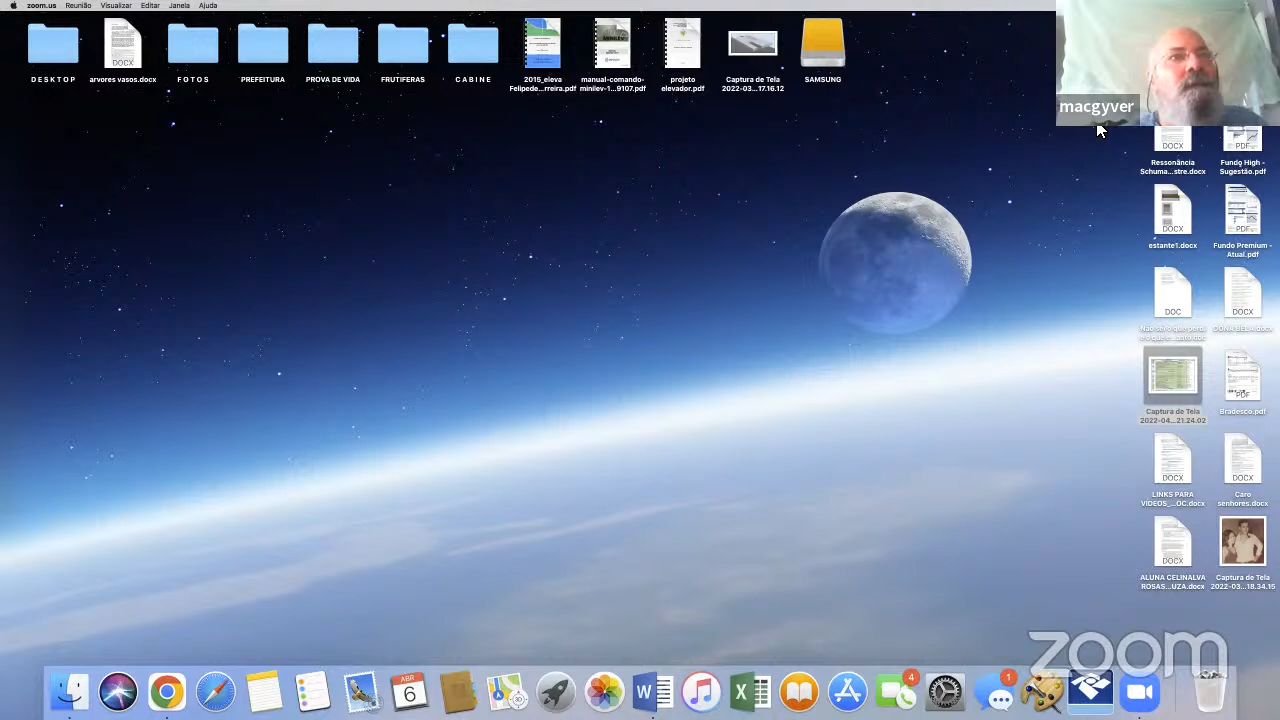 zoom.us Reunião Visualizar Editar Janela Ajuda
D E S K T O P
DOCX
arvores vasos.docx
F O T O S
PREFEITURA
PROVA DE VIDA
FRUTIFERAS
C A B I N E
2015_eleva
Felipede...rreira.pdf
manual-comando-
minilev-1...9107.pdf
projeto
elevador.pdf
Captura de Tela
2022-03...17.16.12
SAMSUNG
macgyver
DOCX
PDF
Ressonância
Schuma...stre.docx
Fundo High -
Sugestão.pdf
DOCX
PDF
estante1.docx
Fundo Premium -
Atual.pdf
DOC
DOCX
Captura de Tela
2022-04...21.24.02
PDF
Bradesco.pdf
DOCX
DOCX
LINKS PARA
VÍDEOS_...OC.docx
Caro
senhores.docx
DOCX
ALUNA CELINALVA
ROSAS...UZA.docx
Captura de Tela
2022-03...18.34.15
zoom
ABR
6
W
X
4
1